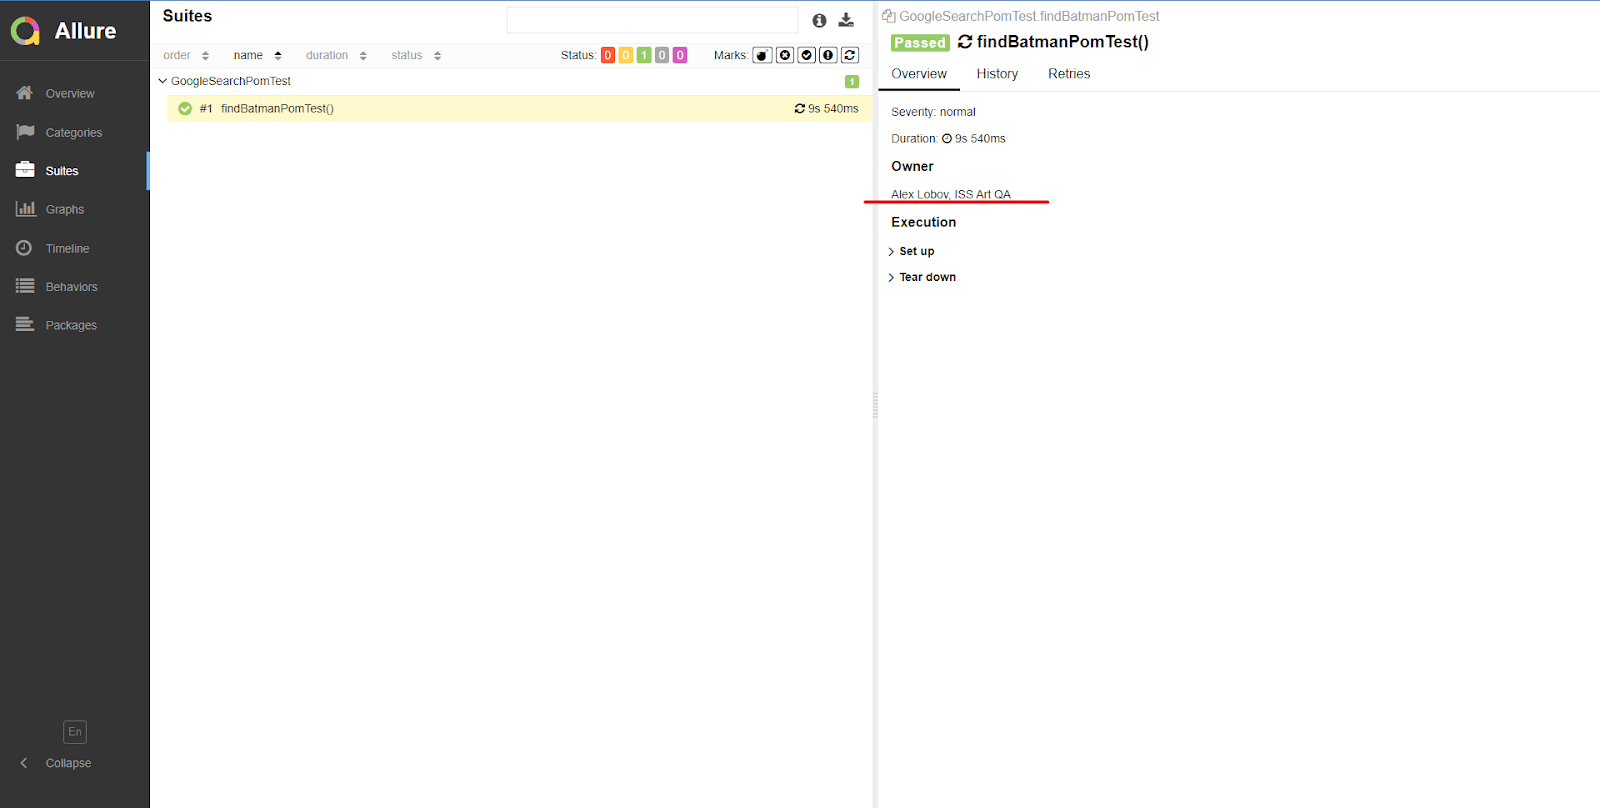 Allure
Overview
Categories
Suites
Graphs
Timeline
Behaviors
Packages
En
Collapse
Suites
order name duration status Status: 0 0 1 0 0 Marks:
GoogleSearchPomTest 1
#1 findBatmanPomTest() 9s 540ms
GoogleSearchPomTest.findBatmanPomTest
Passed findBatmanPomTest()
Overview History Retries
Severity: normal
Duration: 9s 540ms
Owner
Alex Lobov, ISS Art QA
Execution
Set up
Tear down